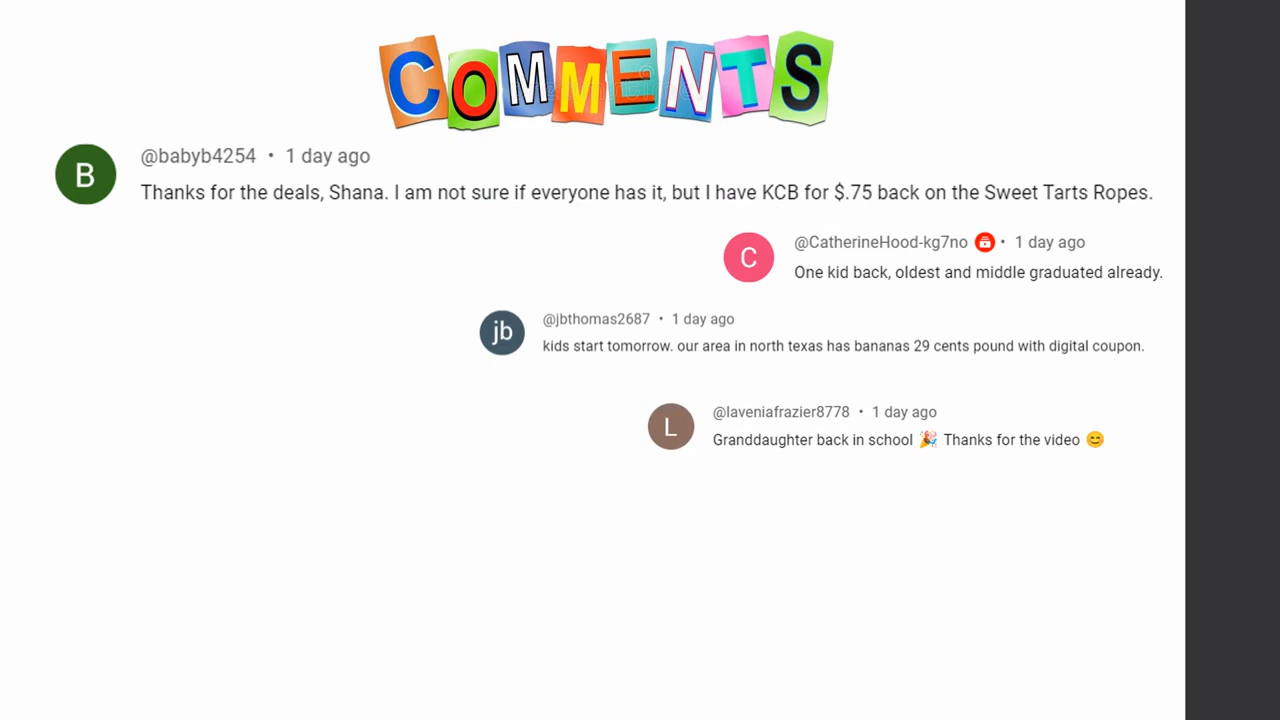 COMMENTS
B
@babyb4254 • 1 day ago
Thanks for the deals, Shana. I am not sure if everyone has it, but I have KCB for $.75 back on the Sweet Tarts Ropes.
C
@CatherineHood-kg7no • 1 day ago
One kid back, oldest and middle graduated already.
jb
@jbthomas2687 • 1 day ago
kids start tomorrow. our area in north texas has bananas 29 cents pound with digital coupon.
L
@laveniafrazier8778 • 1 day ago
Granddaughter back in school 🎉 Thanks for the video 😊